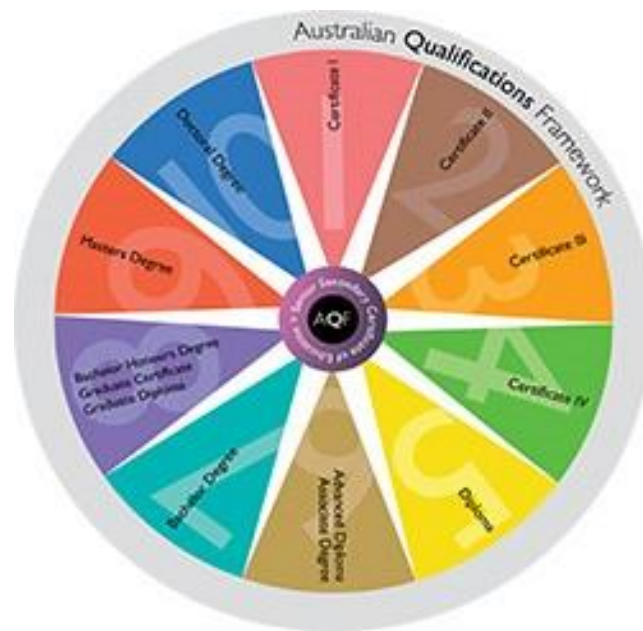 Australian Qualifications Framework
1
Certificate I
2
Certificate II
3
Certificate III
4
Certificate IV
5
Diploma
6
Advanced Diploma
Associate Degree
7
Bachelor Degree
8
Bachelor Honours Degree
Graduate Certificate
Graduate Diploma
9
Masters Degree
10
Doctoral Degree
Senior Secondary Certificate of Education
AQF